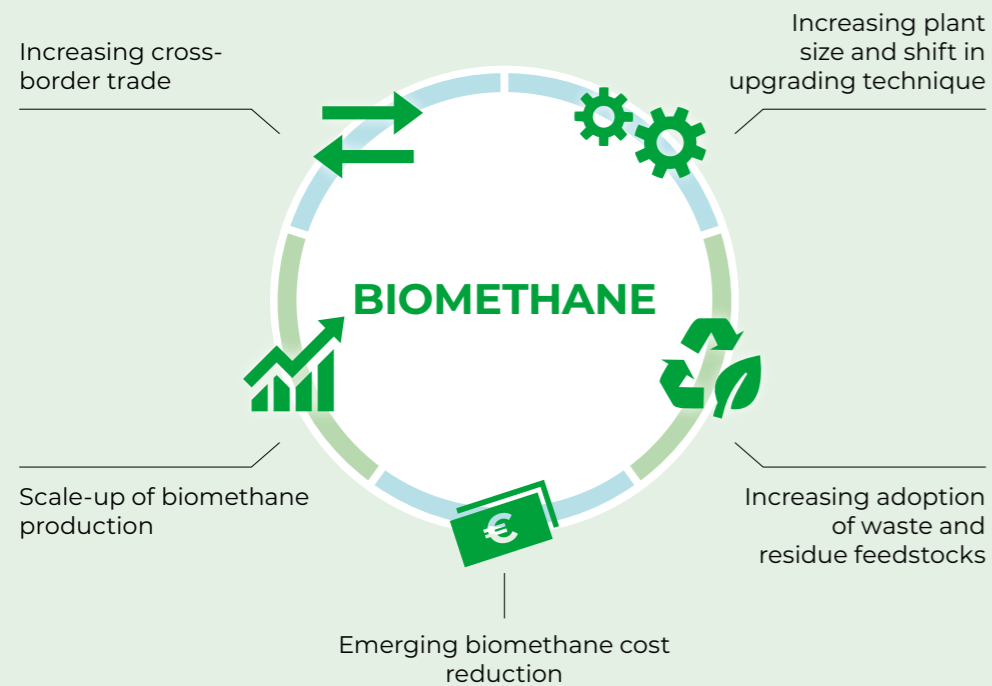 Increasing cross-
border trade
Increasing plant
size and shift in
upgrading technique
BIOMETHANE
€
Scale-up of biomethane
production
Increasing adoption
of waste and
residue feedstocks
Emerging biomethane cost
reduction